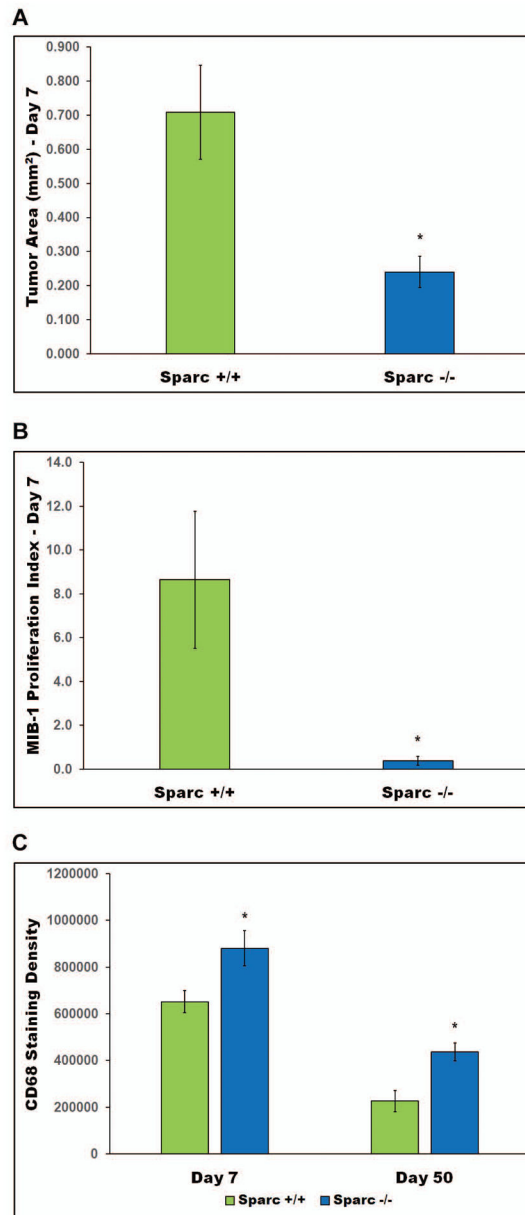 A
Tumor Area (mm²) - Day 7
0.900
0.800
0.700
0.600
0.500
0.400
0.300
0.200
0.100
0.000
*
Sparc +/+ Sparc -/-
B
MIB-1 Proliferation Index - Day 7
14.0
12.0
10.0
8.0
6.0
4.0
2.0
0.0
*
Sparc +/+ Sparc -/-
C
CD68 Staining Density
1200000
1000000
800000
600000
400000
200000
0
*
*
Day 7 Day 50
Sparc +/+ Sparc -/-